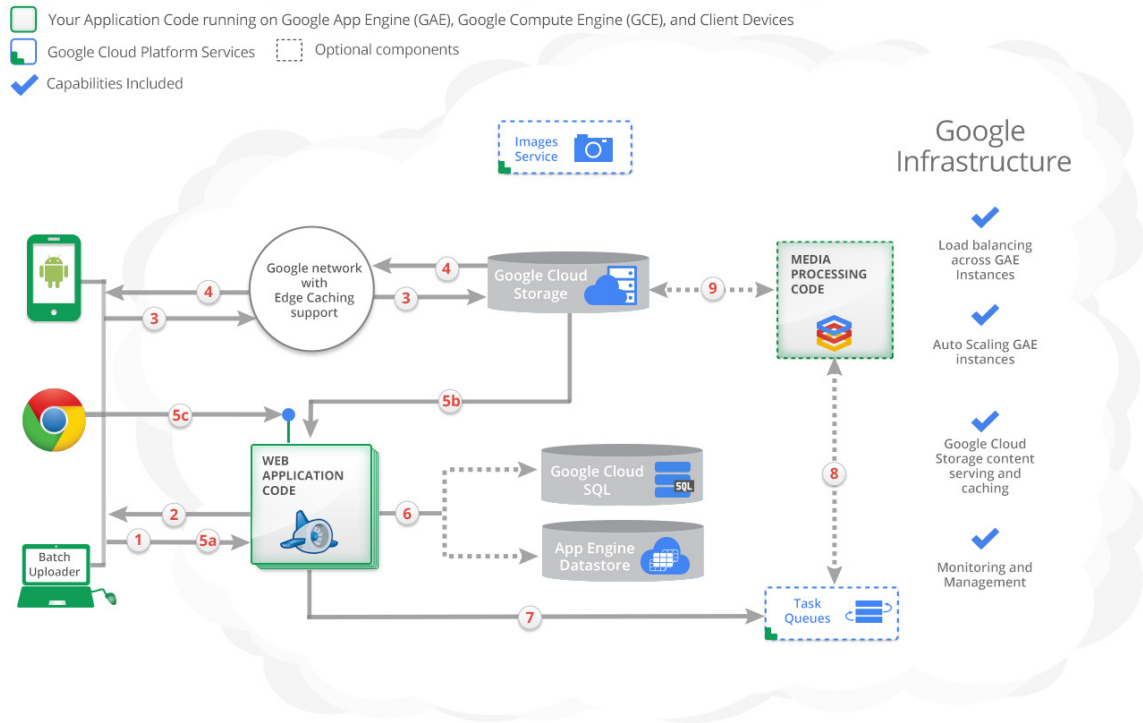 Your Application Code running on Google App Engine (GAE), Google Compute Engine (GCE), and Client Devices
Google Cloud Platform Services
Optional components
Capabilities Included
Images
Service
Google
Infrastructure
Load balancing
across GAE
Instances
Auto Scaling GAE
instances
Google Cloud
Storage content
serving and
caching
Monitoring and
Management
Google network
with
Edge Caching
support
4
3
4
3
Google Cloud
Storage
9
MEDIA
PROCESSING
CODE
5c
5b
WEB
APPLICATION
CODE
2
1
5a
6
Google Cloud
SQL
SQL
App Engine
Datastore
8
Batch
Uploader
7
Task
Queues